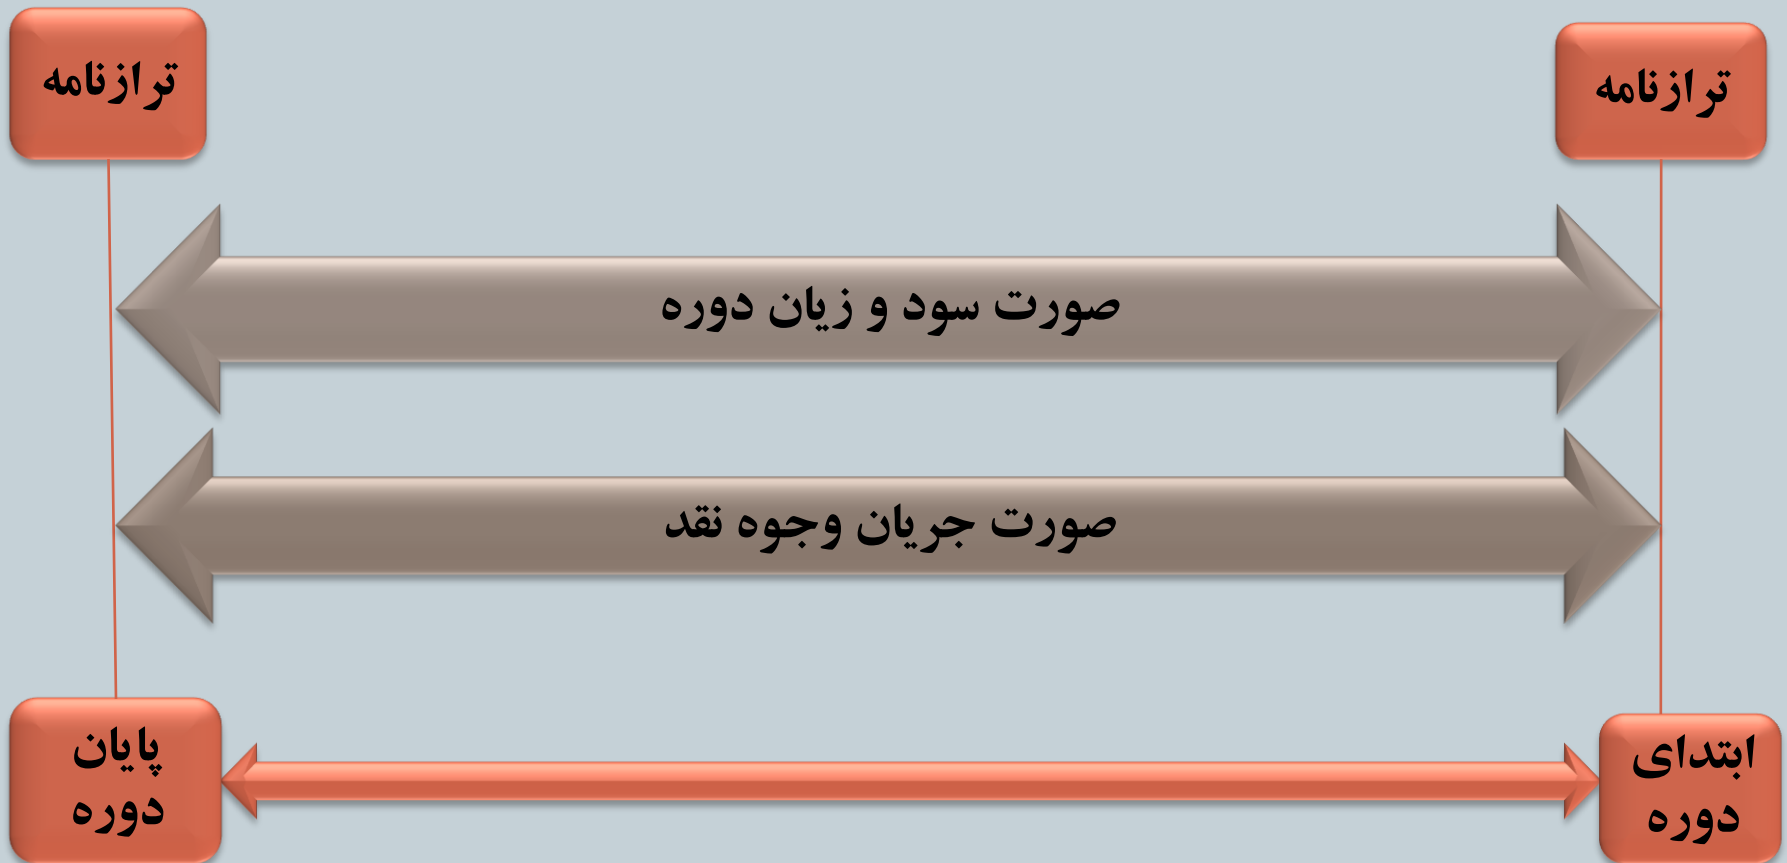 ترازنامه
ترازنامه
صورت سود و زیان دوره
صورت جریان وجوه نقد
ابتدای
دوره
پایان
دوره